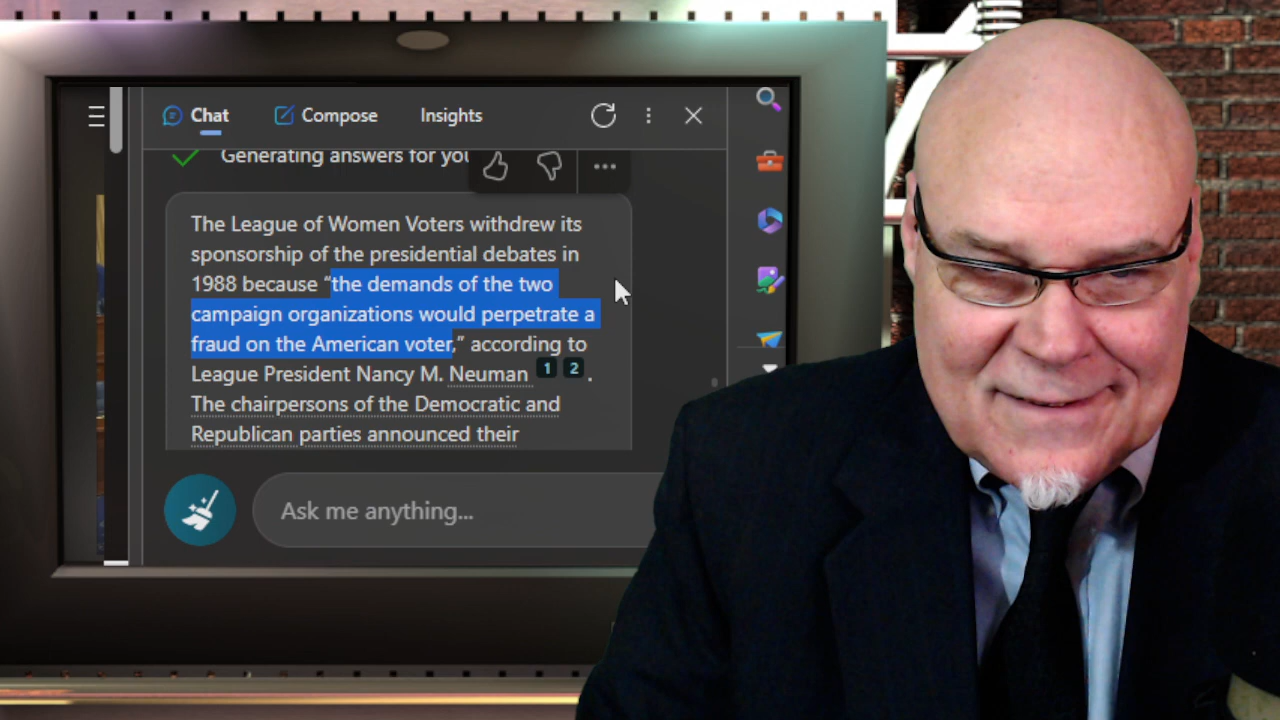 Chat Compose Insights
Generating answers for you
The League of Women Voters withdrew its
sponsorship of the presidential debates in
1988 because “the demands of the two
campaign organizations would perpetrate a
fraud on the American voter,” according to
League President Nancy M. Neuman 1 2 .
The chairpersons of the Democratic and
Republican parties announced their
Ask me anything...